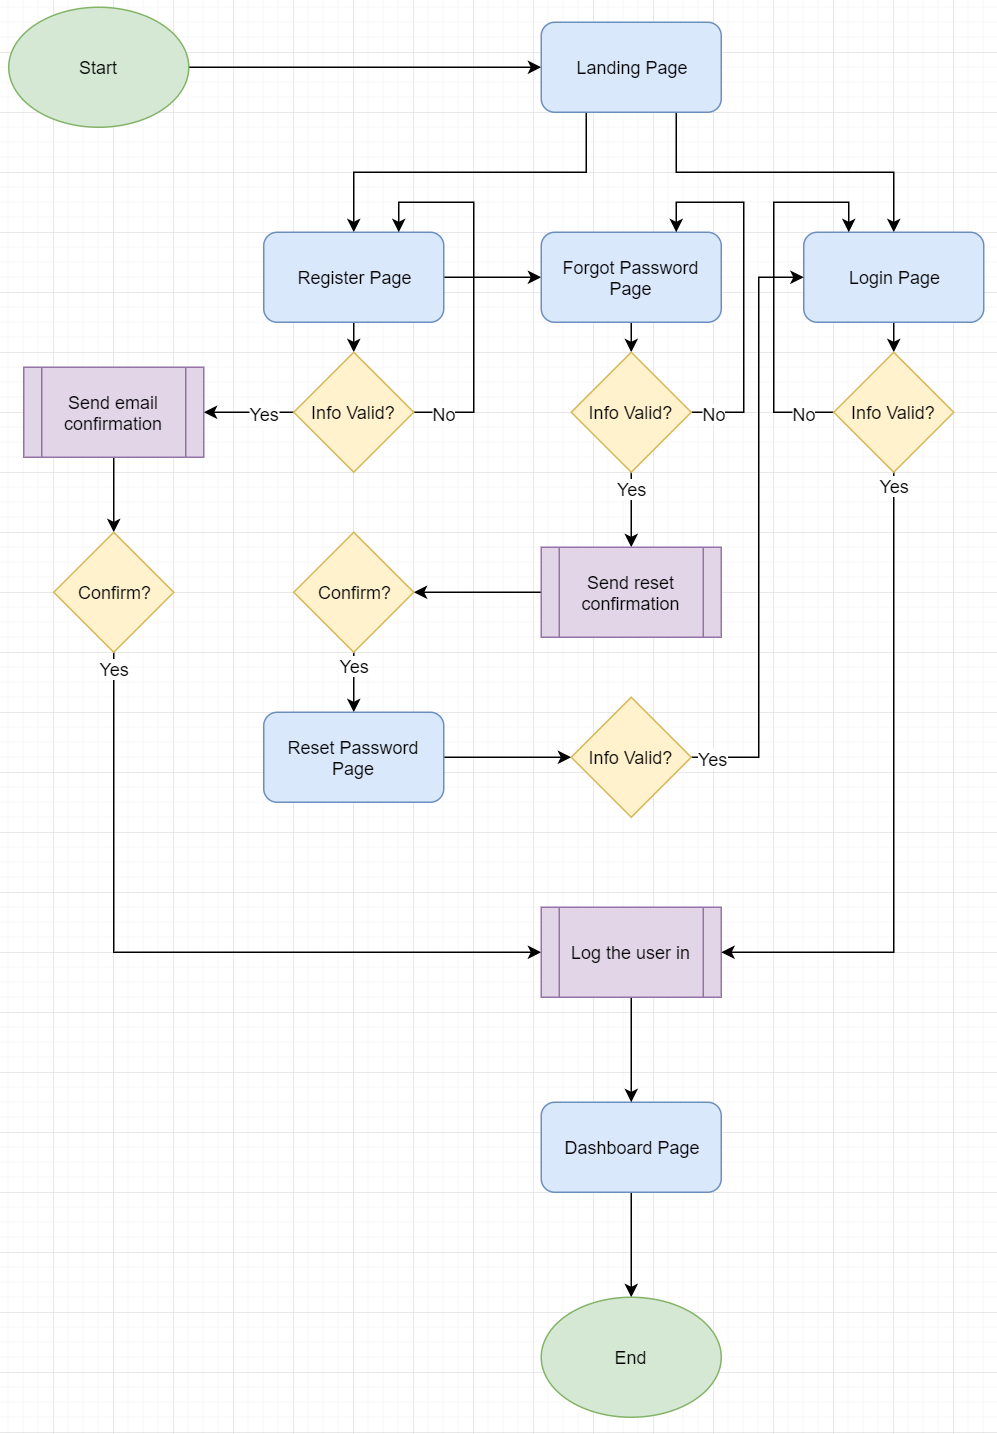 Start
Landing Page
Register Page
Forgot Password
Page
Login Page
Send email
confirmation
Yes
Info Valid?
No
Info Valid?
No
No
Info Valid?
Yes
Yes
Confirm?
Confirm?
Send reset
confirmation
Yes
Yes
Reset Password
Page
Info Valid?
Yes
Log the user in
Dashboard Page
End